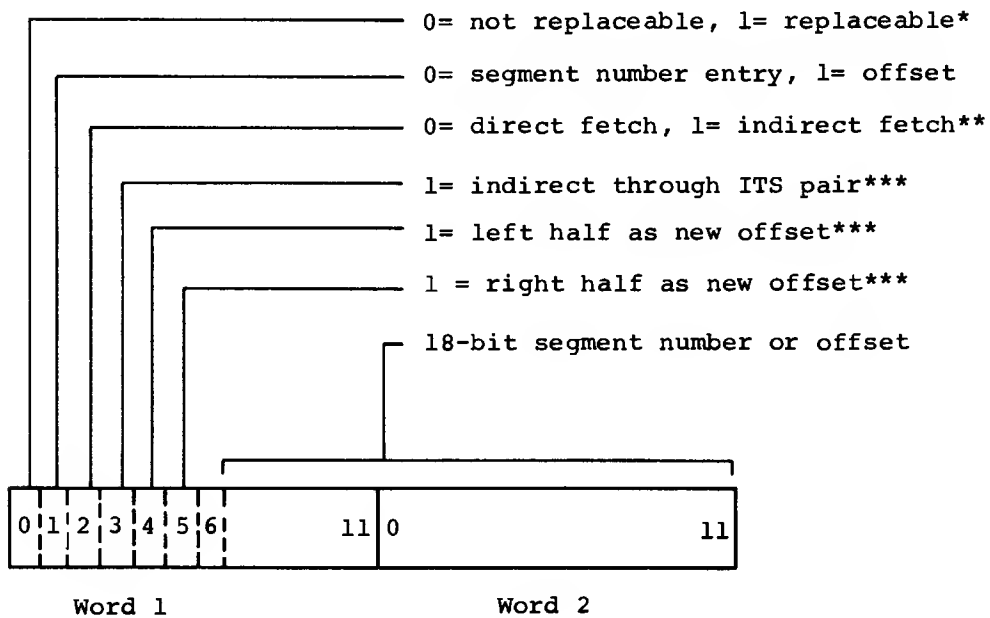 0= not replaceable, 1= replaceable*
0= segment number entry, 1= offset
0= direct fetch, 1= indirect fetch**
1= indirect through ITS pair***
1= left half as new offset***
1 = right half as new offset***
18-bit segment number or offset
0 1 2 3 4 5 6 11 0 11
Word 1 Word 2